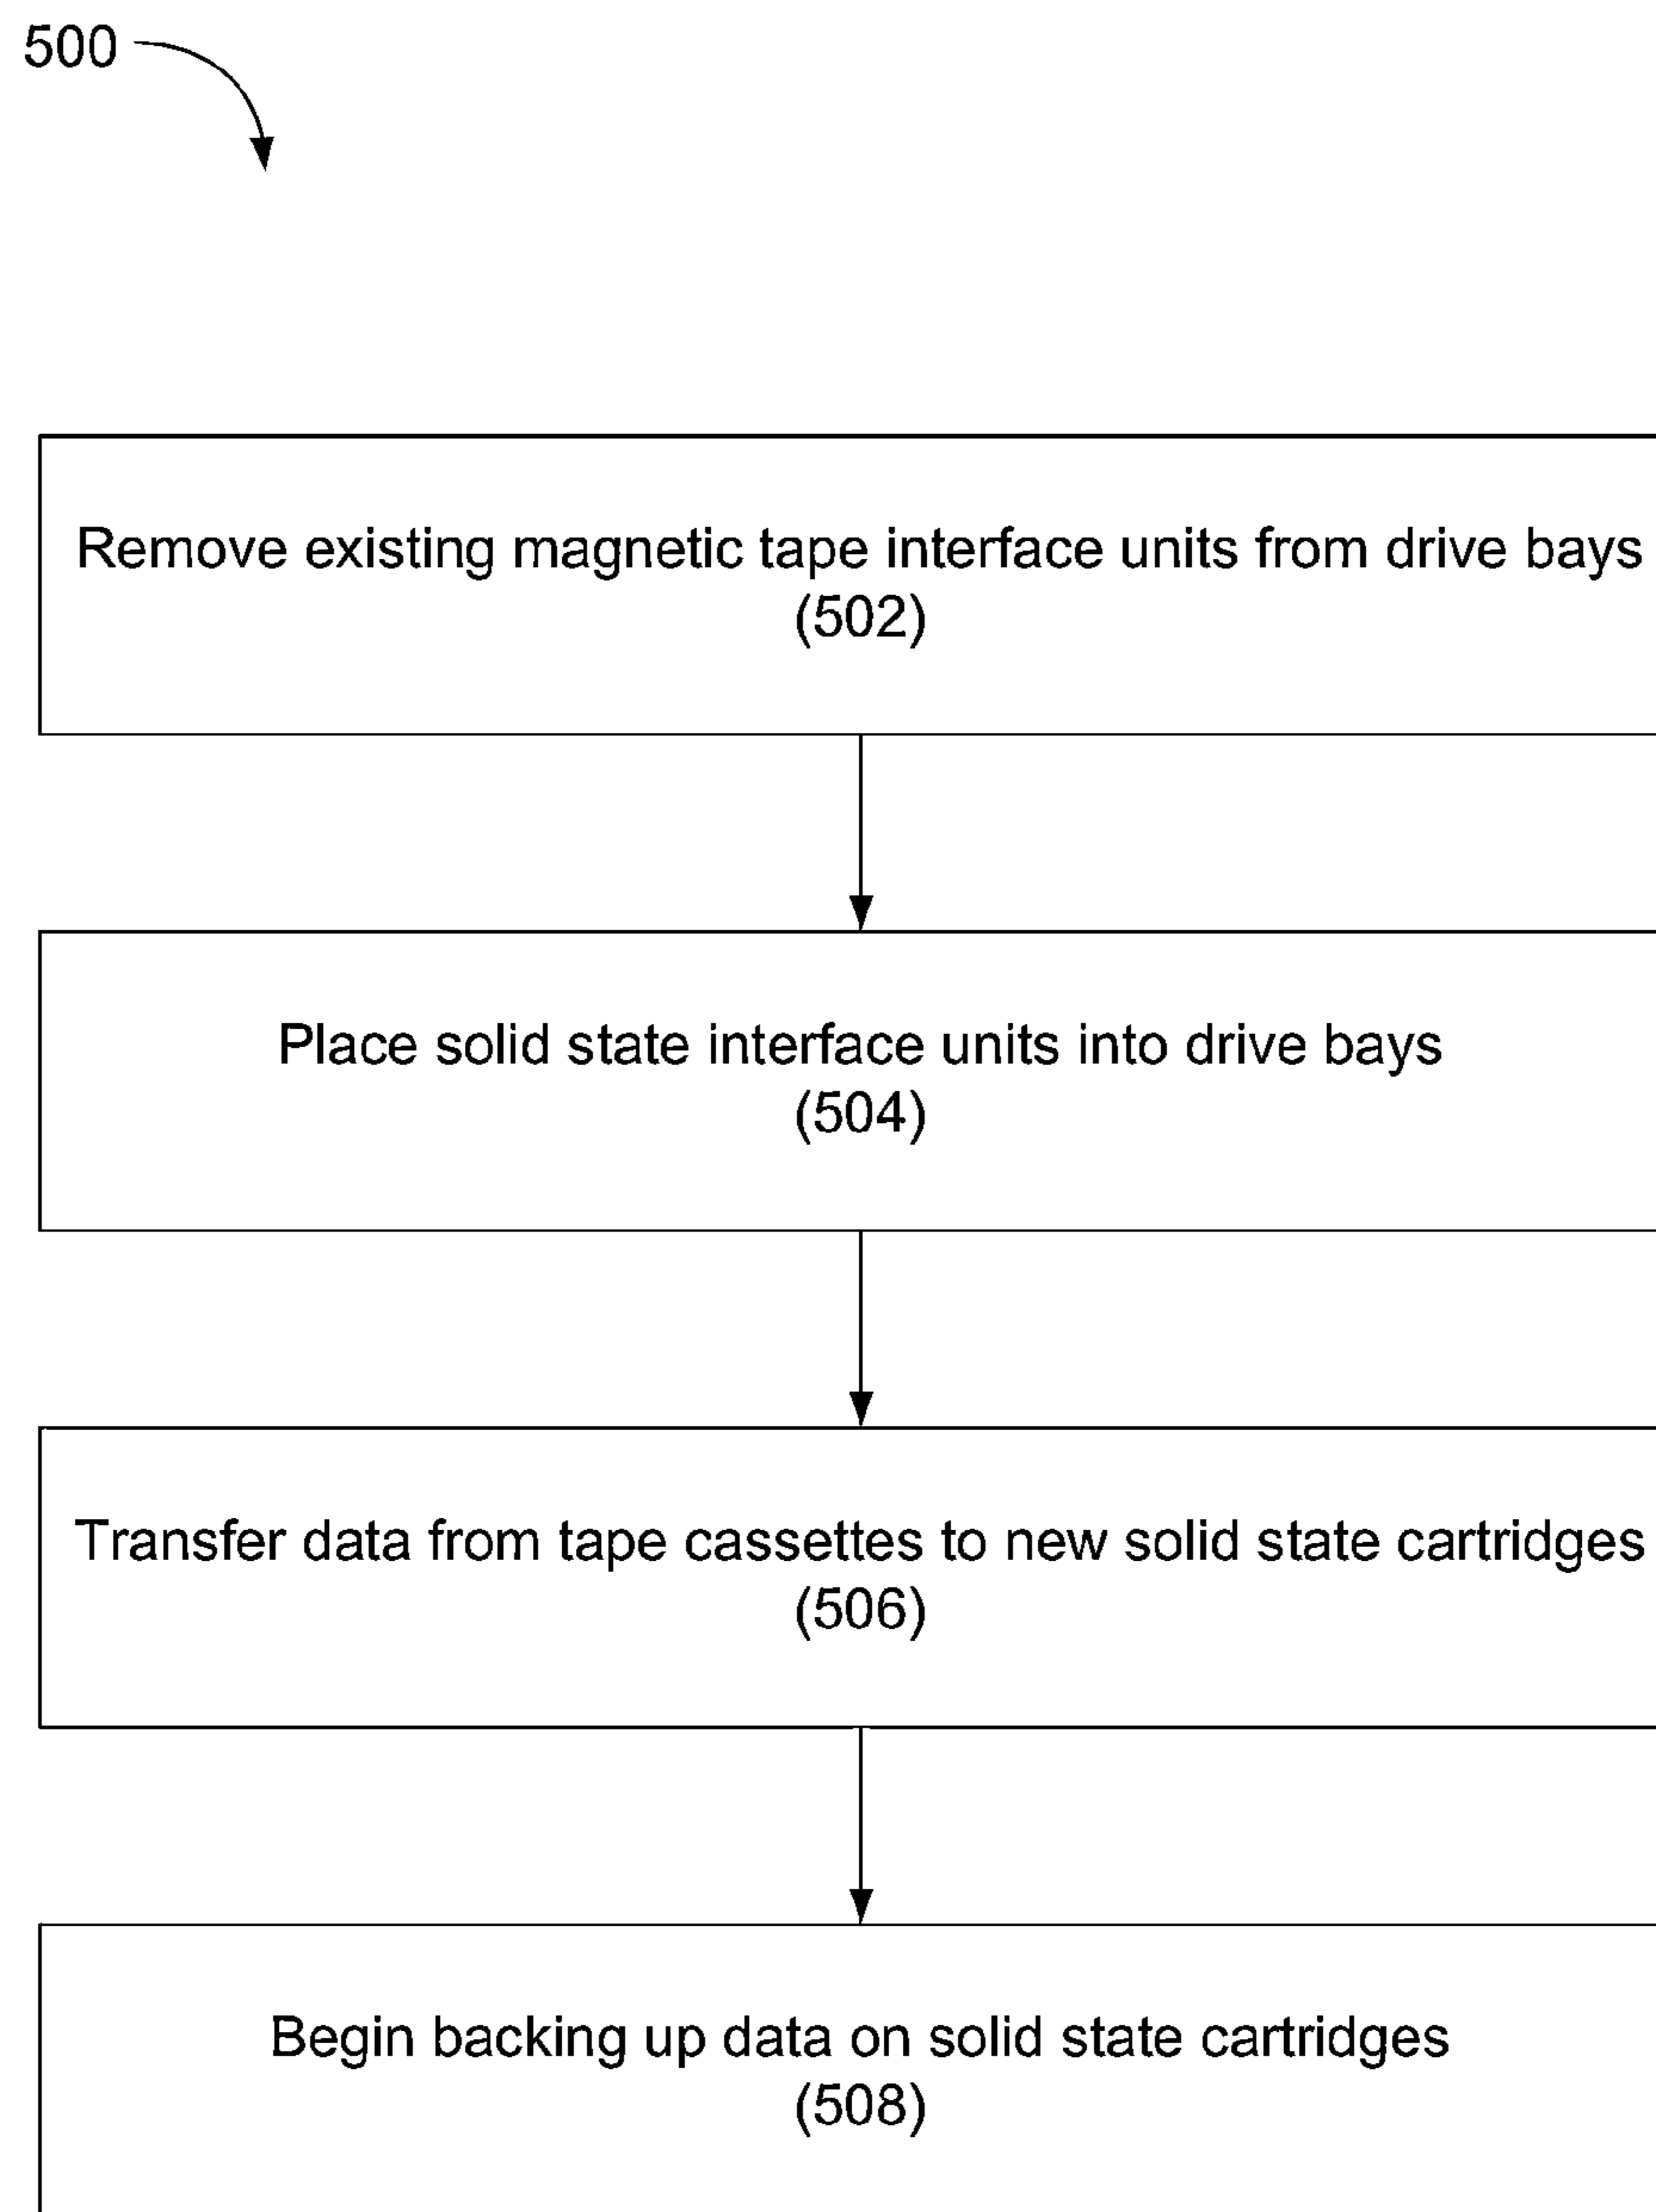 500
Remove existing magnetic tape interface units from drive bays
(502)
Place solid state interface units into drive bays
(504)
Transfer data from tape cassettes to new solid state cartridges
(506)
Begin backing up data on solid state cartridges
(508)